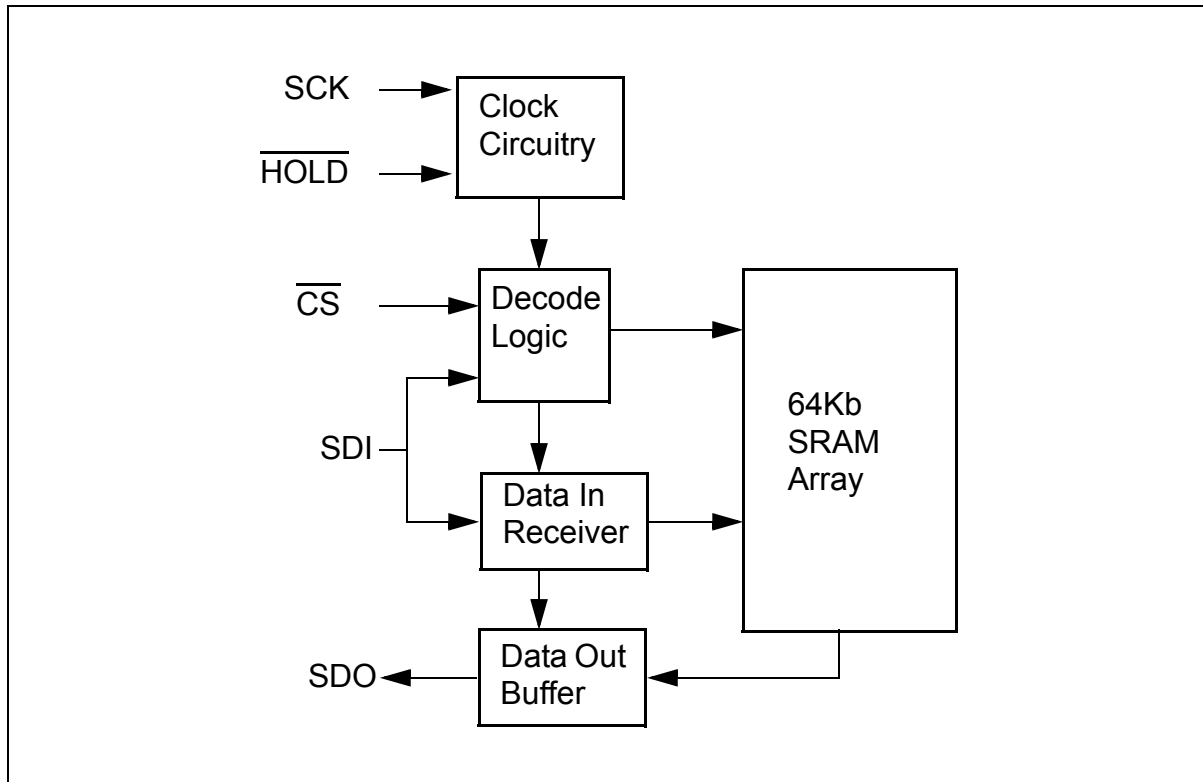 SCK
Clock
Circuitry
HOLD
CS
Decode
Logic
SDI
64Kb
SRAM
Array
Data In
Receiver
SDO
Data Out
Buffer